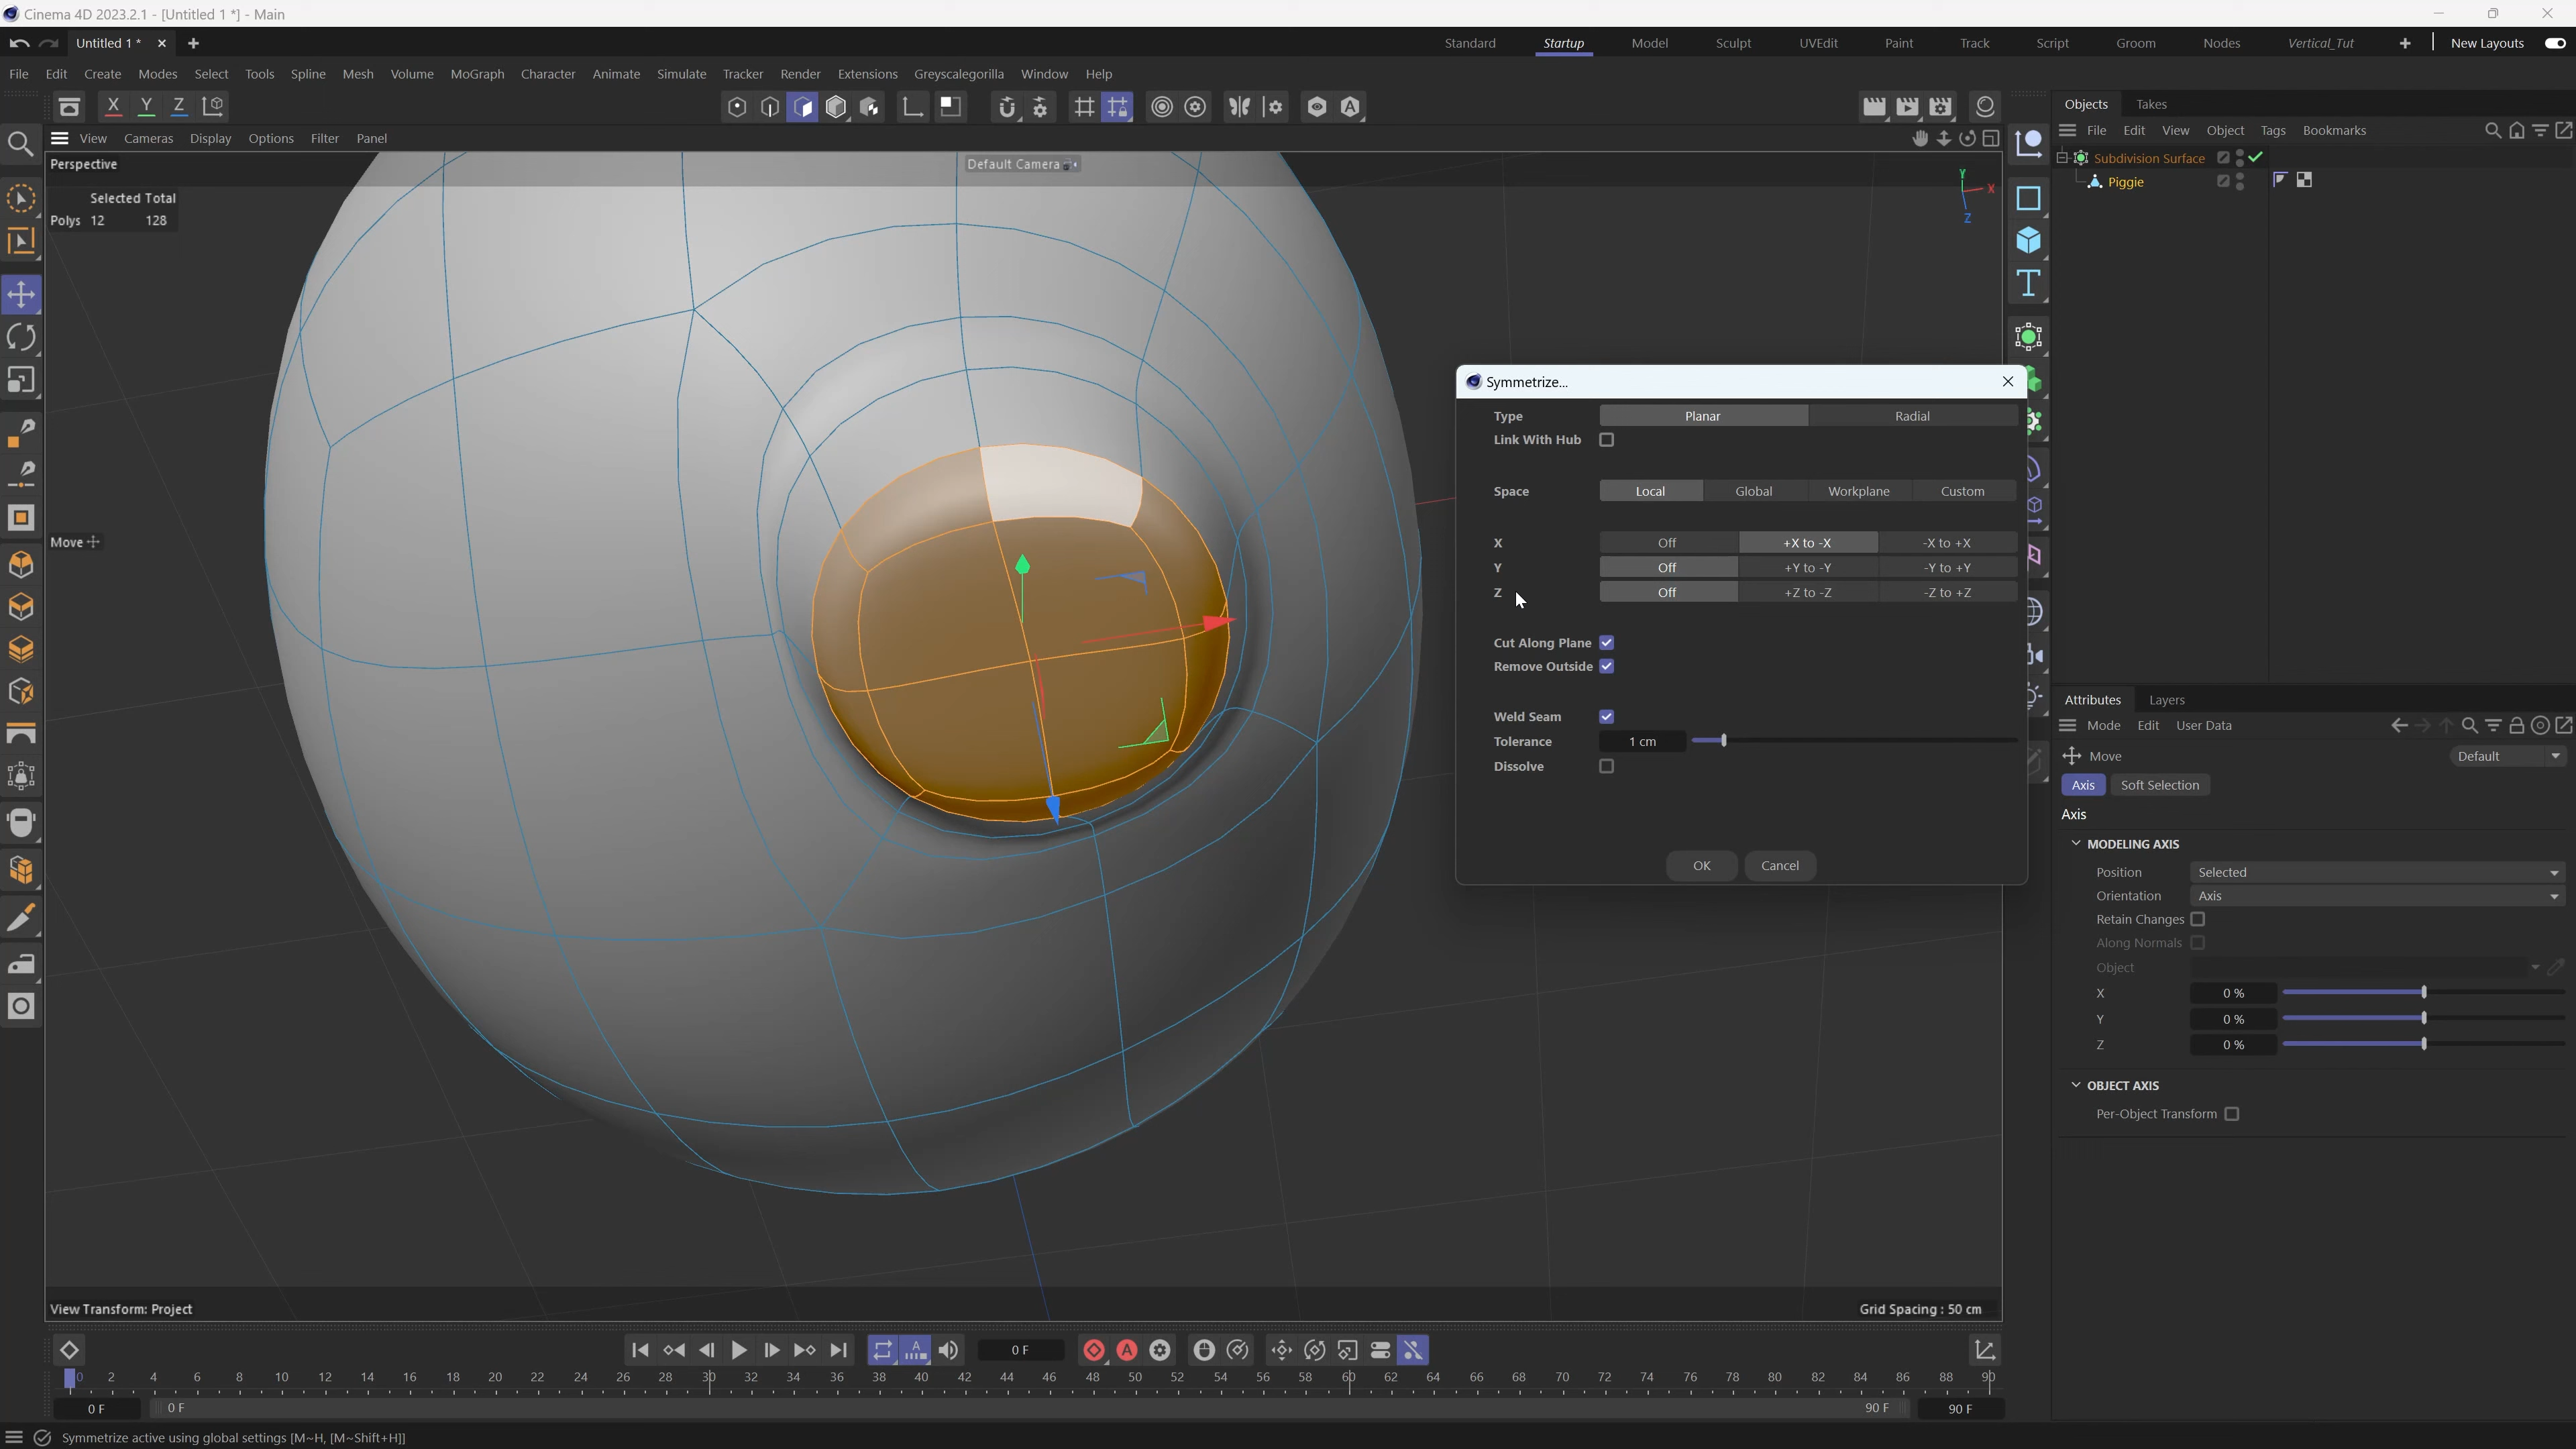 Cinema 4D 2023.2.1 - [Untitled 1 *] - Main
Untitled 1 *
Standard Startup Model Sculpt UVEdit Paint Track Script Groom Nodes Vertical_Tut New Layouts
File Edit Create Modes Select Tools Spline Mesh Volume MoGraph Character Animate Simulate Tracker Render Extensions Greyscalegorilla Window Help
X Y Z
View Cameras Display Options Filter Panel
Perspective
Default Camera
Selected Total
Polys 12 128
Move
Y
X
Z
Symmetrize...
Type Planar Radial
Link With Hub
Space Local Global Workplane Custom
X Off +X to -X -X to +X
Y Off +Y to -Y -Y to +Y
Z Off +Z to -Z -Z to +Z
Cut Along Plane
Remove Outside
Weld Seam
Tolerance 1 cm
Dissolve
OK Cancel
View Transform: Project
Grid Spacing : 50 cm
Objects Takes
File Edit View Object Tags Bookmarks
Subdivision Surface
Piggie
Attributes Layers
Mode Edit User Data
Move Default
Axis Soft Selection
Axis
MODELING AXIS
Position Selected
Orientation Axis
Retain Changes
Along Normals
Object
X 0 %
Y 0 %
Z 0 %
OBJECT AXIS
Per-Object Transform
0 F
0 2 4 6 8 10 12 14 16 18 20 22 24 26 28 30 32 34 36 38 40 42 44 46 48 50 52 54 56 58 60 62 64 66 68 70 72 74 76 78 80 82 84 86 88 90
0 F 0 F 90 F 90 F
Symmetrize active using global settings [M~H, [M~Shift+H]]